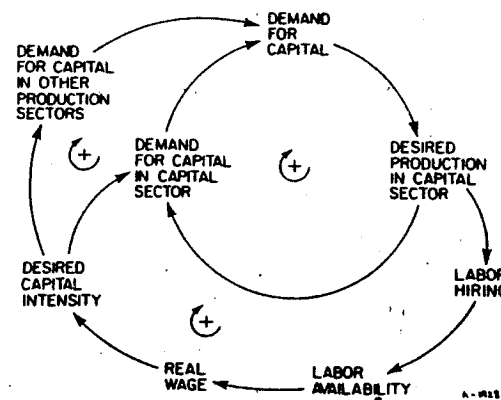 DEMAND
FOR
CAPITAL
DEMAND
FOR CAPITAL
IN OTHER
PRODUCTION
SECTORS
DEMAND
FOR CAPITAL
IN CAPITAL
SECTOR
DESIRED
PRODUCTION
IN CAPITAL
SECTOR
+
+
DESIRED
CAPITAL
INTENSITY
LABOR
HIRING
+
REAL
WAGE
LABOR
AVAILABILITY